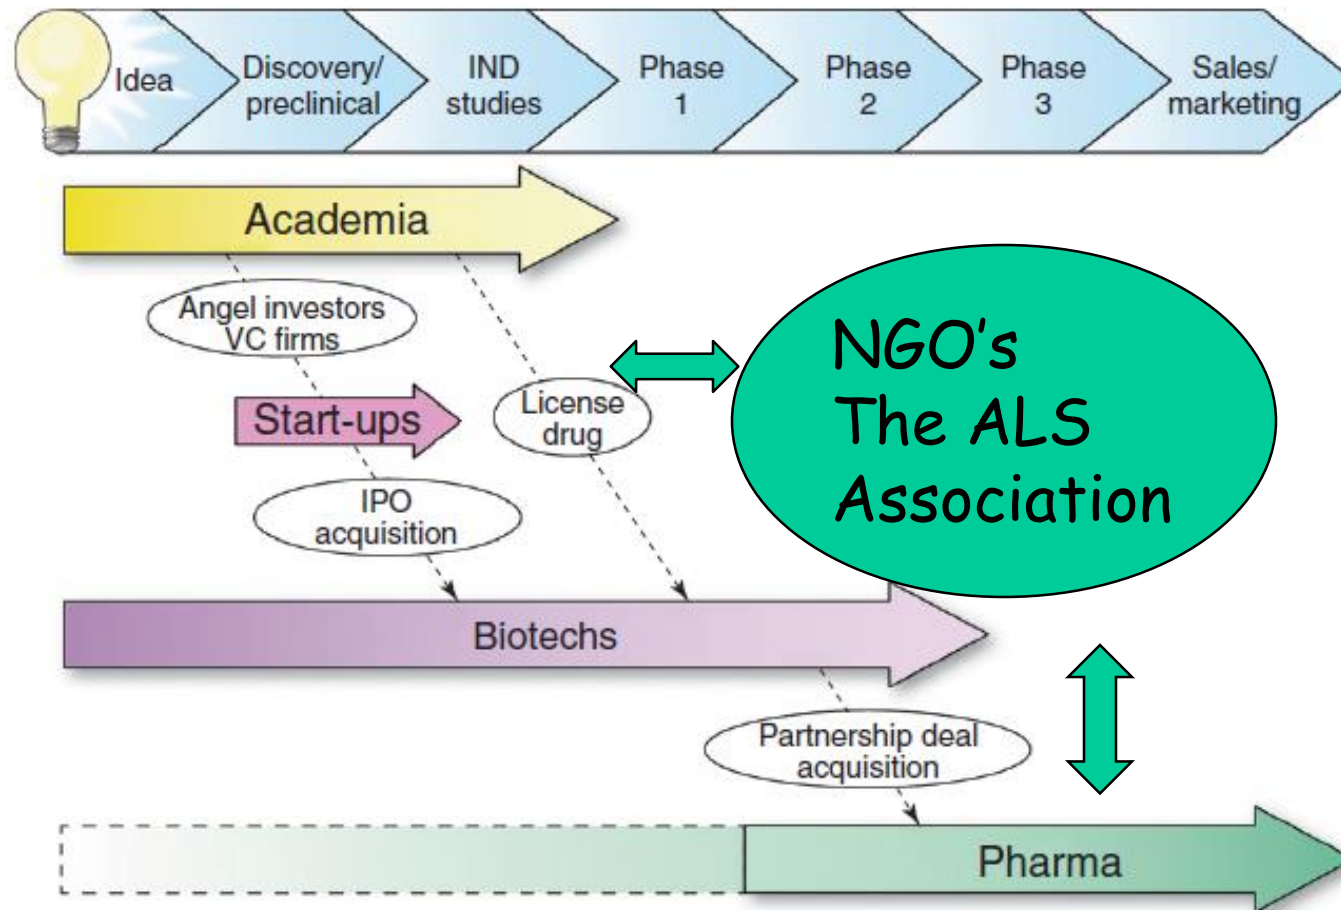 Idea
Discovery/
preclinical
IND
studies
Phase
1
Phase
2
Phase
3
Sales/
marketing
Academia
Angel investors
VC firms
Start-ups
License
drug
NGO's
The ALS
Association
IPO
acquisition
Biotechs
Partnership deal
acquisition
Pharma